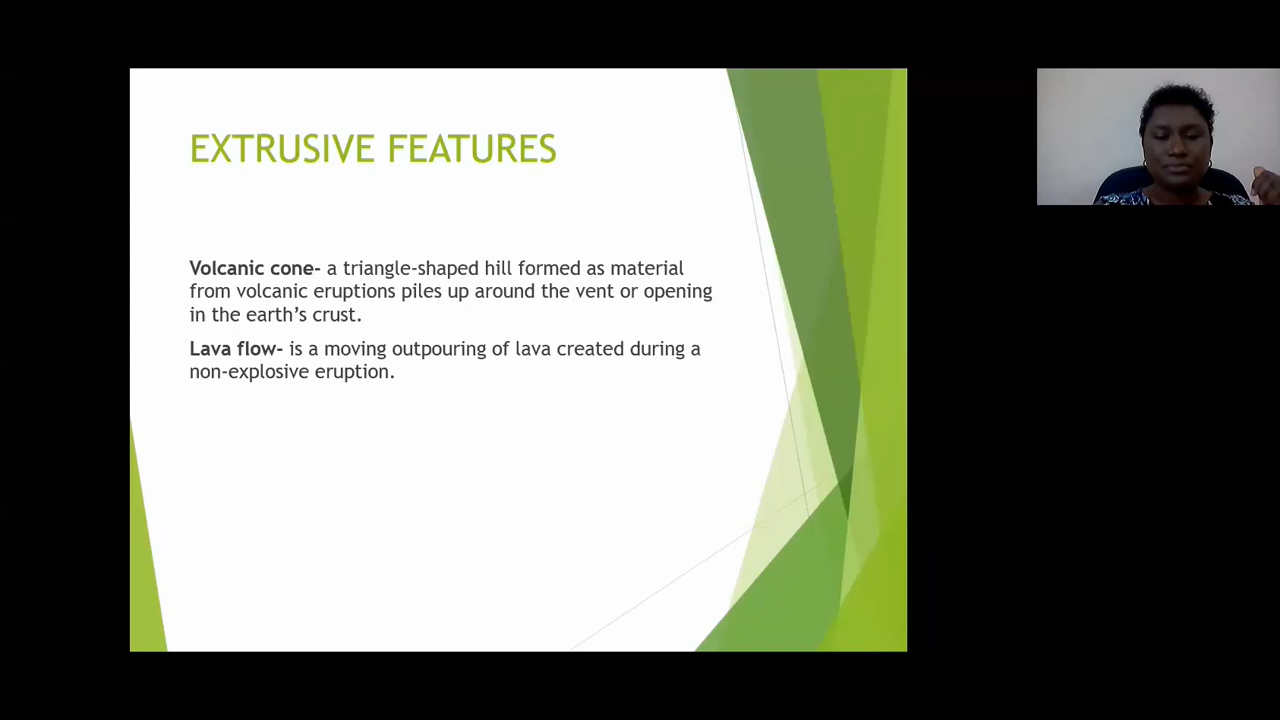 EXTRUSIVE FEATURES
Volcanic cone- a triangle-shaped hill formed as material
from volcanic eruptions piles up around the vent or opening
in the earth’s crust.
Lava flow- is a moving outpouring of lava created during a
non-explosive eruption.